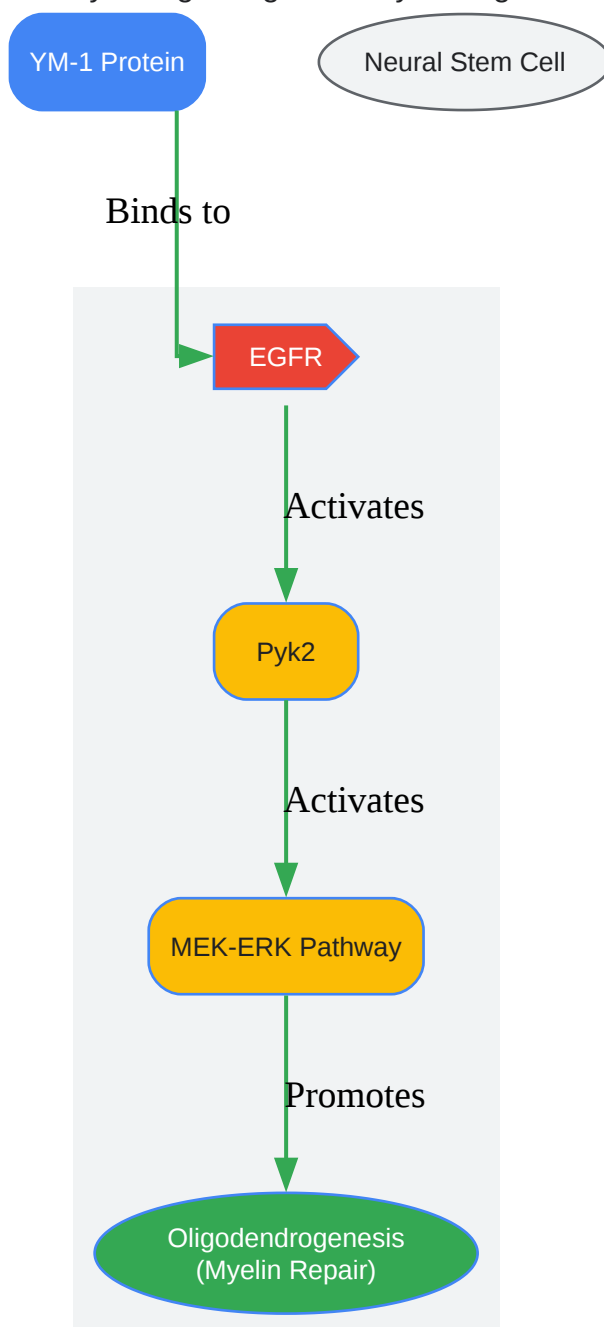 YM-1 Protein
Neural Stem Cell
Binds to
EGFR
Activates
Pyk2
Activates
MEK-ERK Pathway
Promotes
Oligodendrogenesis
(Myelin Repair)